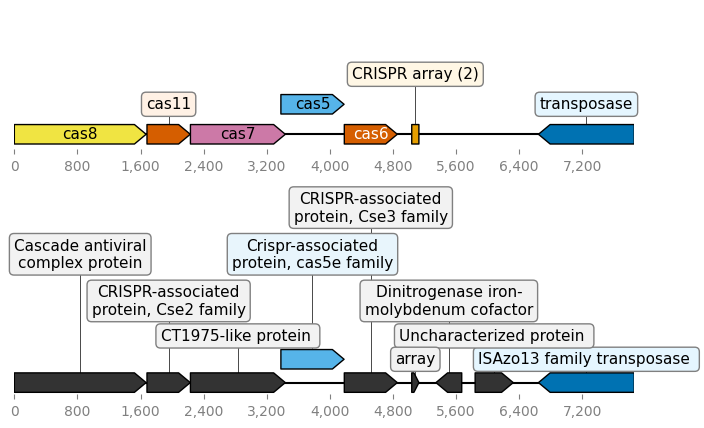 CRISPR array (2)
cas11
cas5
transposase
cas8
cas7
cas6
0 800 1,600 2,400 3,200 4,000 4,800 5,600 6,400 7,200
CRISPR-associated
protein, Cse3 family
Cascade antiviral
complex protein
Crispr-associated
protein, cas5e family
CRISPR-associated
protein, Cse2 family
Dinitrogenase iron-
molybdenum cofactor
CT1975-like protein
Uncharacterized protein
array
ISAzo13 family transposase
0 800 1,600 2,400 3,200 4,000 4,800 5,600 6,400 7,200